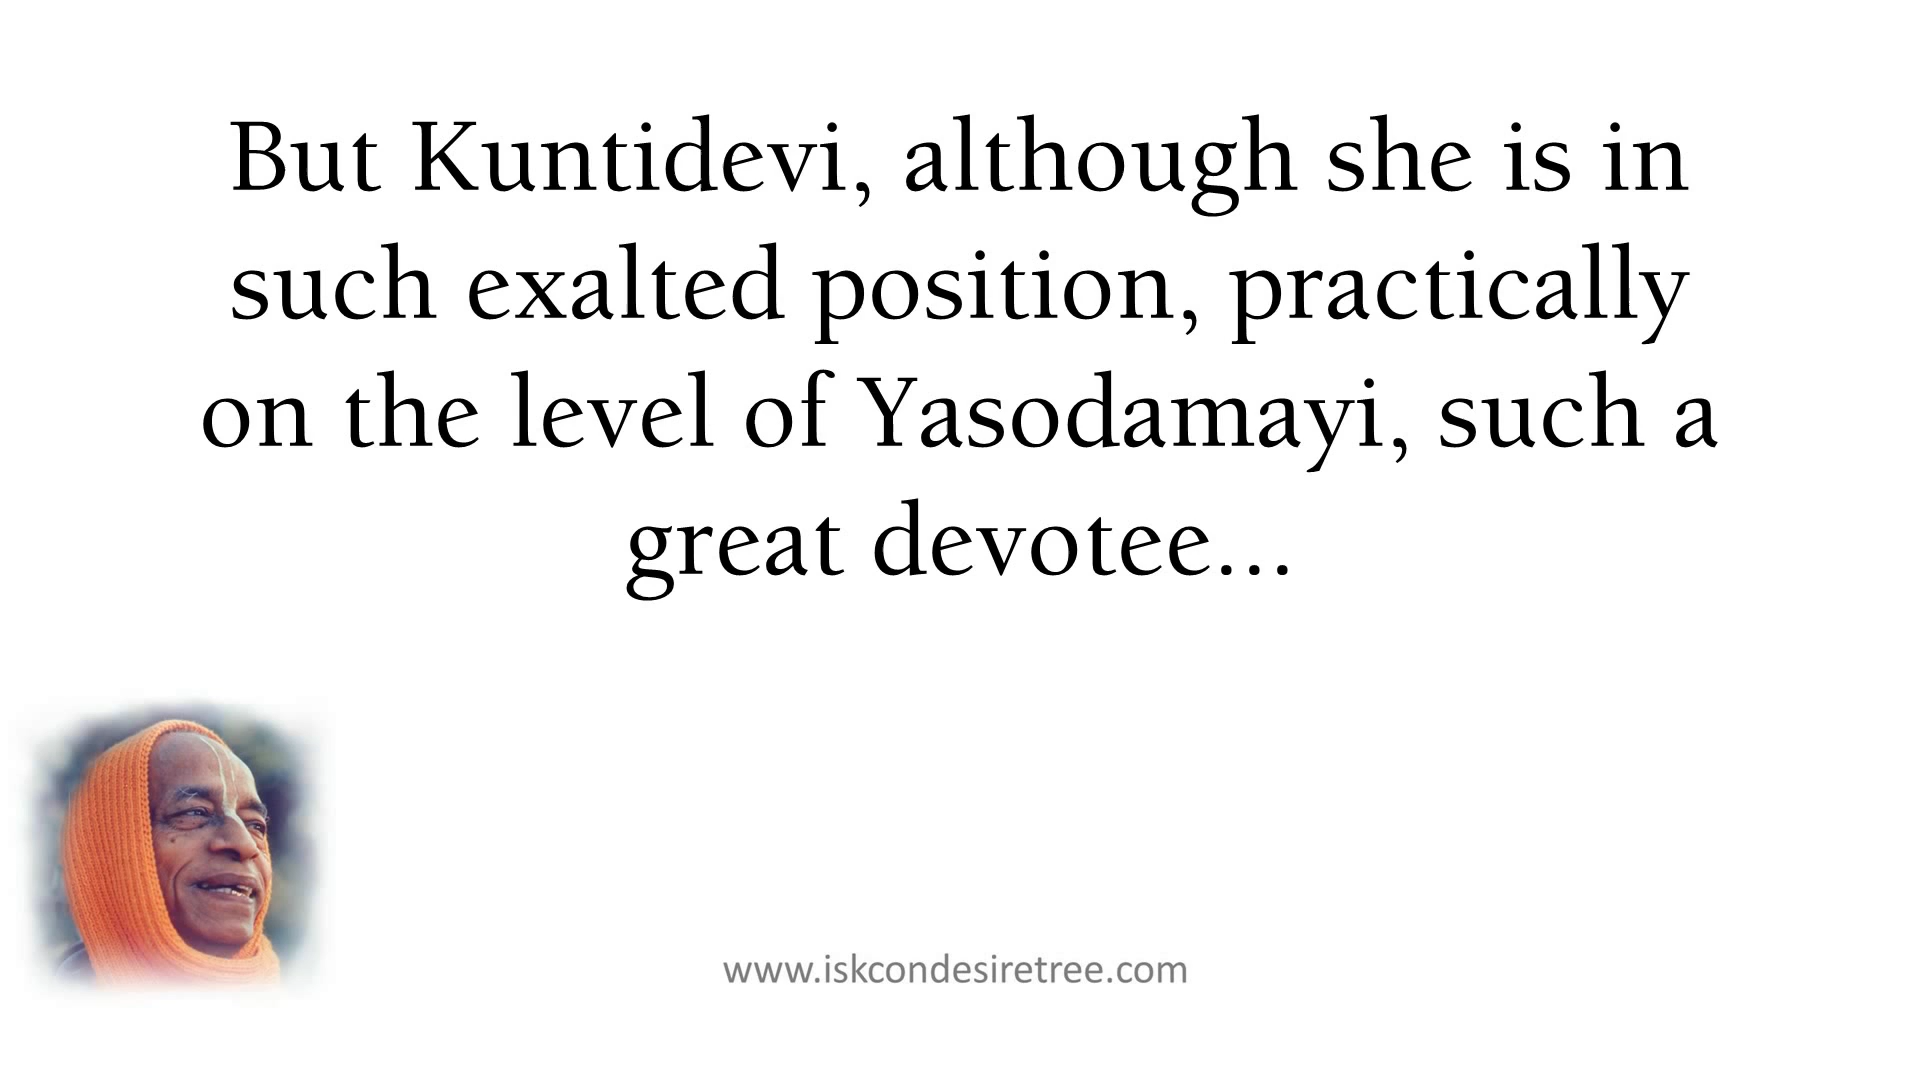 But Kuntidevi, although she is in
such exalted position, practically
on the level of Yasodamayi, such a
great devotee...
www.iskcondesiretree.com